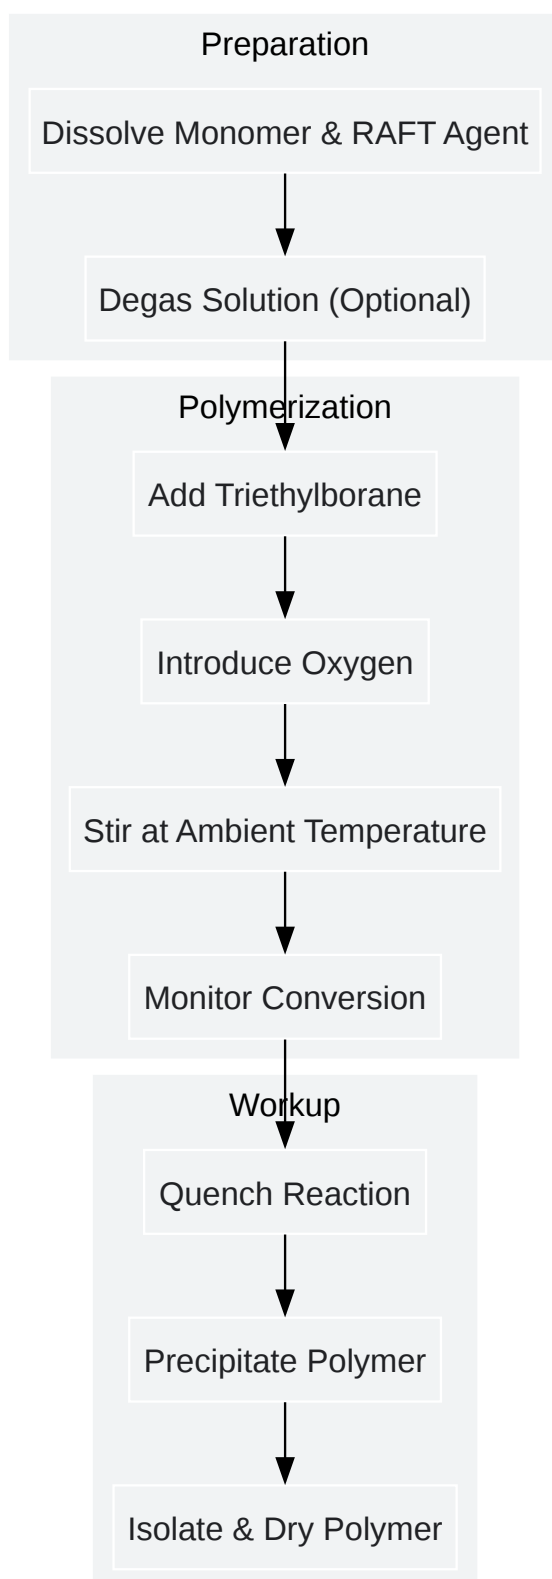 Preparation
Dissolve Monomer & RAFT Agent
Degas Solution (Optional)
Polymerization
Add Triethylborane
Introduce Oxygen
Stir at Ambient Temperature
Monitor Conversion
Workup
Quench Reaction
Precipitate Polymer
Isolate & Dry Polymer